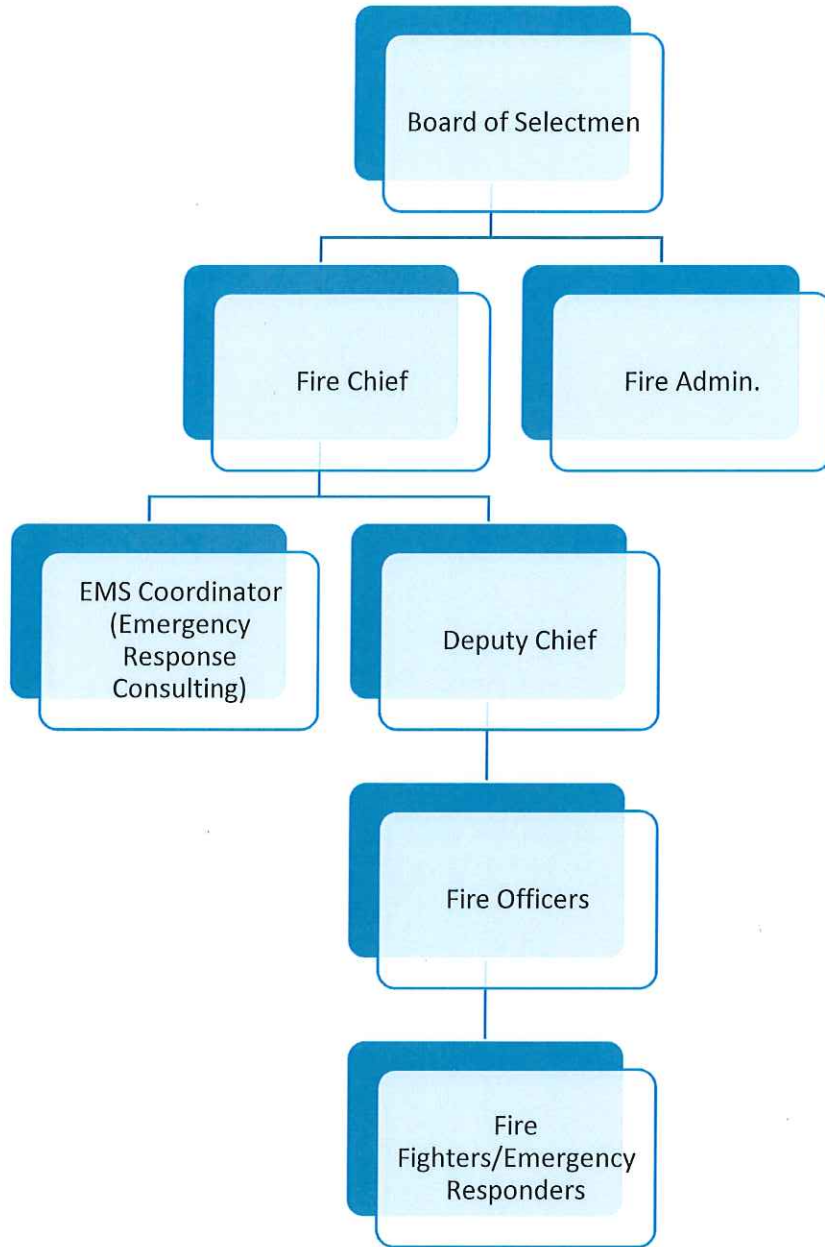 Board of Selectmen
Fire Chief
Fire Admin.
EMS Coordinator
(Emergency
Response
Consulting)
Deputy Chief
Fire Officers
Fire
Fighters/Emergency
Responders